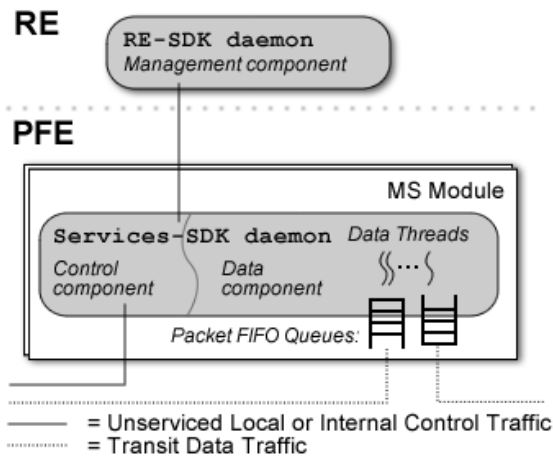 RE
RE-SDK daemon
Management component
PFE
MS Module
Services-SDK daemon Data Threads
Control component
Data component
Packet FIFO Queues:
= Unserviced Local or Internal Control Traffic
= Transit Data Traffic